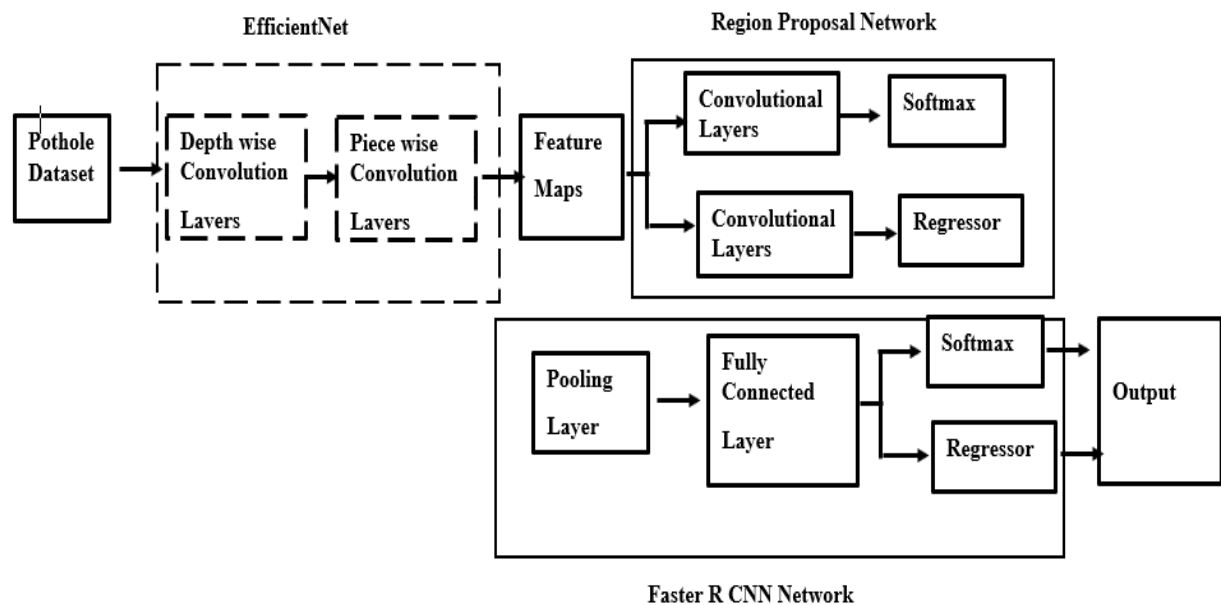 EfficientNet
Region Proposal Network
Pothole
Dataset
Depth wise
Convolution
Lavers
Piece wise
Convolution
Lavers
Feature
Maps
Convolutional
Layers
Softmax
Convolutional
Layers
Regressor
Pooling
Layer
Fully
Connected
Layer
Softmax
Regressor
Output
Faster R CNN Network